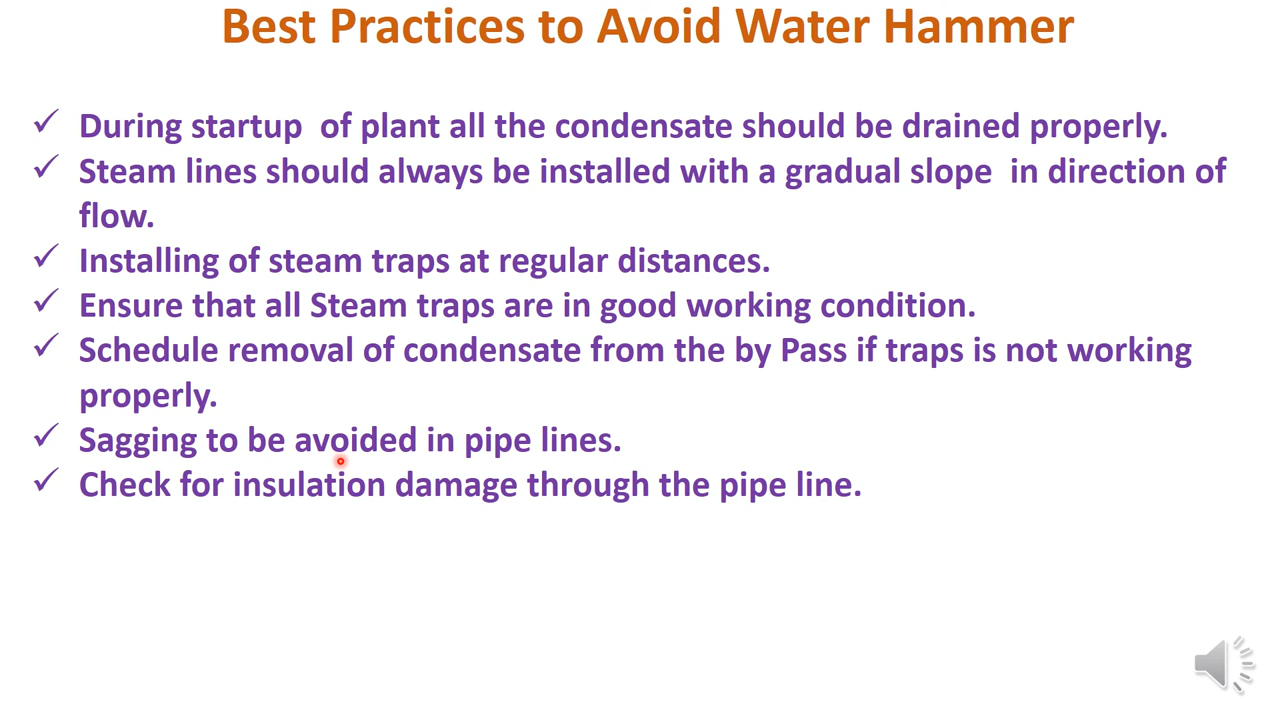 Best Practices to Avoid Water Hammer
✓ During startup of plant all the condensate should be drained properly.
✓ Steam lines should always be installed with a gradual slope in direction of
flow.
✓ Installing of steam traps at regular distances.
✓ Ensure that all Steam traps are in good working condition.
✓ Schedule removal of condensate from the by Pass if traps is not working
properly.
✓ Sagging to be avoided in pipe lines.
✓ Check for insulation damage through the pipe line.